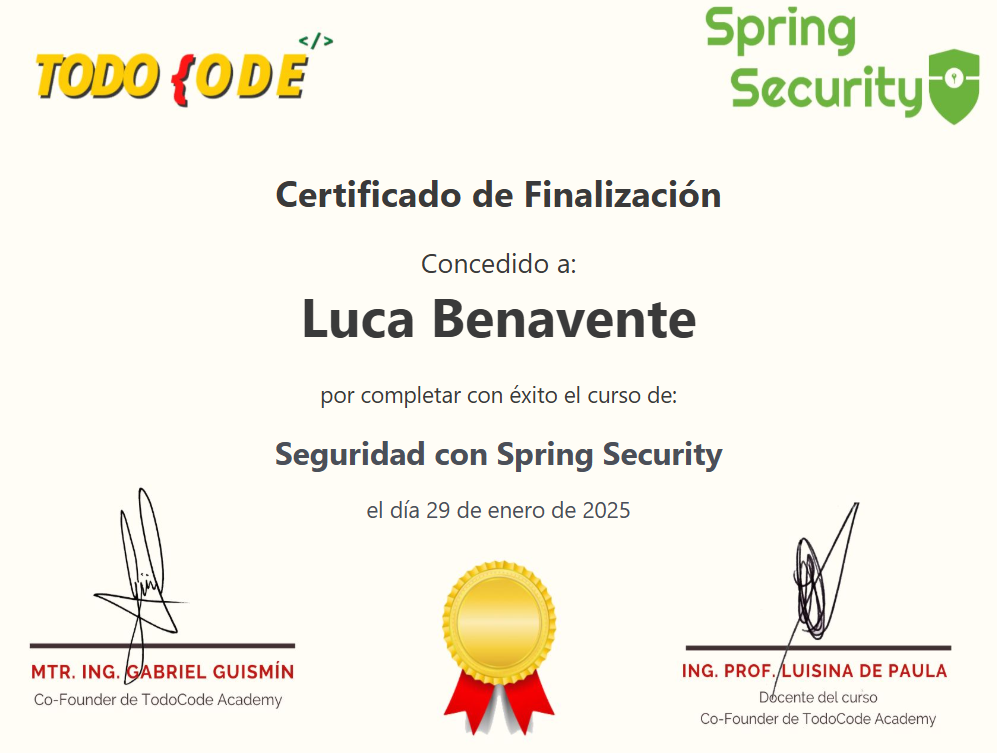 TODO CODE </>
Spring
Security
Certificado de Finalización
Concedido a:
Luca Benavente
por completar con éxito el curso de:
Seguridad con Spring Security
el día 29 de enero de 2025
MTR. ING. GABRIEL GUISMÍN
Co-Founder de TodoCode Academy
ING. PROF. LUISINA DE PAULA
Docente del curso
Co-Founder de TodoCode Academy